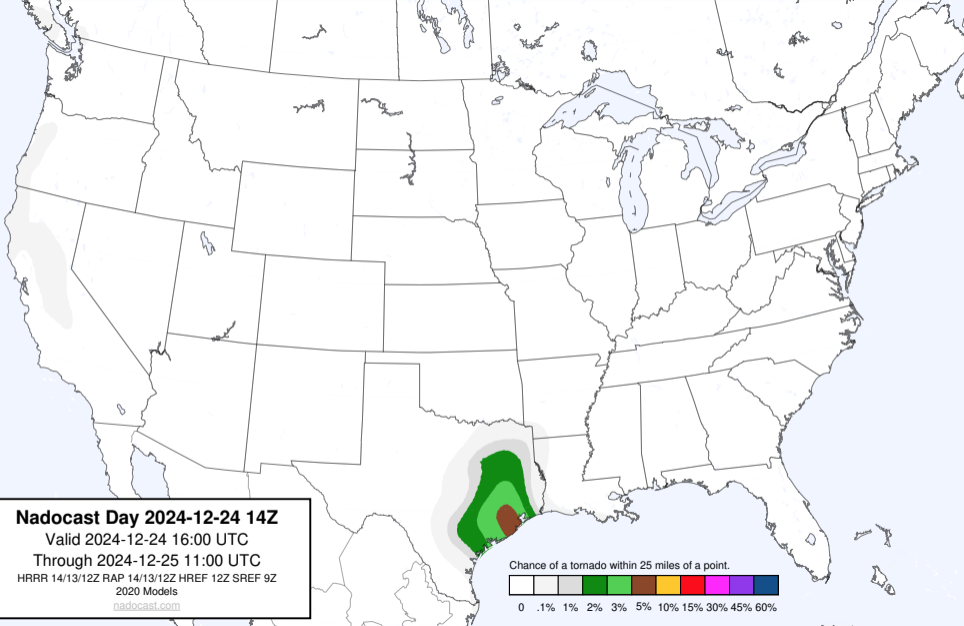 Nadocast Day 2024-12-24 14Z
Valid 2024-12-24 16:00 UTC
Through 2024-12-25 11:00 UTC
HRRR 14/13/12Z RAP 14/13/12Z HREF 12Z SREF 9Z
2020 Models
nadocast.com
Chance of a tornado within 25 miles of a point.
0 .1% 1% 2% 3% 5% 10% 15% 30% 45% 60%